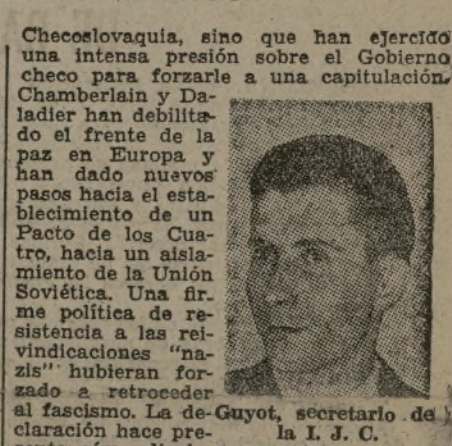 Checoslovaquia, sino que han ejercido
una intensa presión sobre el Gobierno
checo para forzarle a una capitulación.
Chamberlain y Da-
ladier han debilita-
do el frente de la
paz en Europa y
han dado nuevos
pasos hacia el esta-
blecimiento de un
Pacto de los Cua-
tro, hacia un aisla-
miento de la Unión
Soviética. Una fir-
me política de re-
sistencia a las rei-
vindicaciones "na-
zis" hubieran for-
zado a retroceder
al fascismo. La de-
claración hace pre-
Guyot, secretario de
la I. J. C.